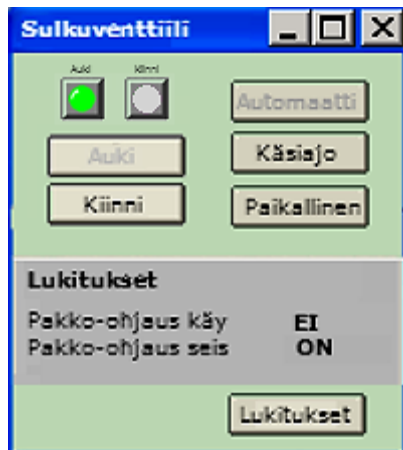 Sulkuventtiili
Auki Kiinni
Automaatti
Auki Käsiajo
Kiinni Paikallinen
Lukitukset
Pakko-ohjaus käy EI
Pakko-ohjaus seis ON
Lukitukset